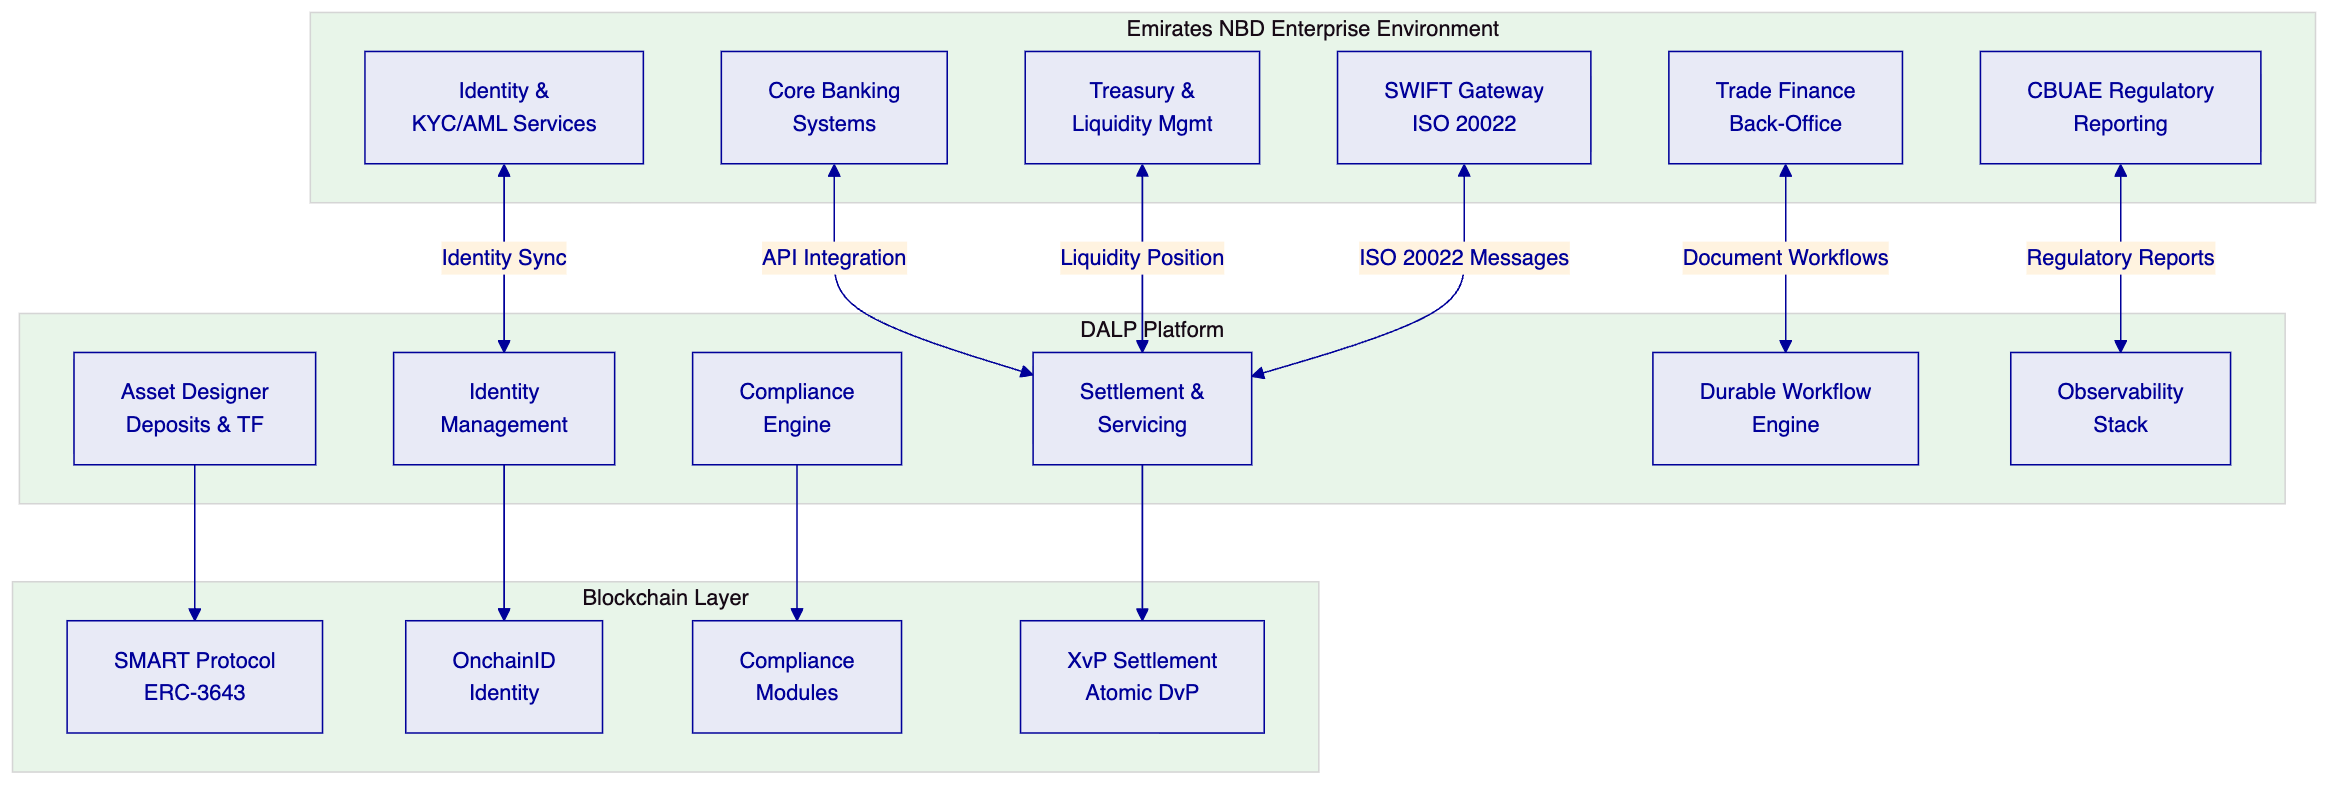 Emirates NBD Enterprise Environment
Identity &
KYC/AML Services
Core Banking
Systems
Treasury &
Liquidity Mgmt
SWIFT Gateway
ISO 20022
Trade Finance
Back-Office
CBUAE Regulatory
Reporting
Identity Sync
API Integration
Liquidity Position
ISO 20022 Messages
Document Workflows
Regulatory Reports
DALP Platform
Asset Designer
Deposits & TF
Identity
Management
Compliance
Engine
Settlement &
Servicing
Durable Workflow
Engine
Observability
Stack
Blockchain Layer
SMART Protocol
ERC-3643
OnchainID
Identity
Compliance
Modules
XvP Settlement
Atomic DvP